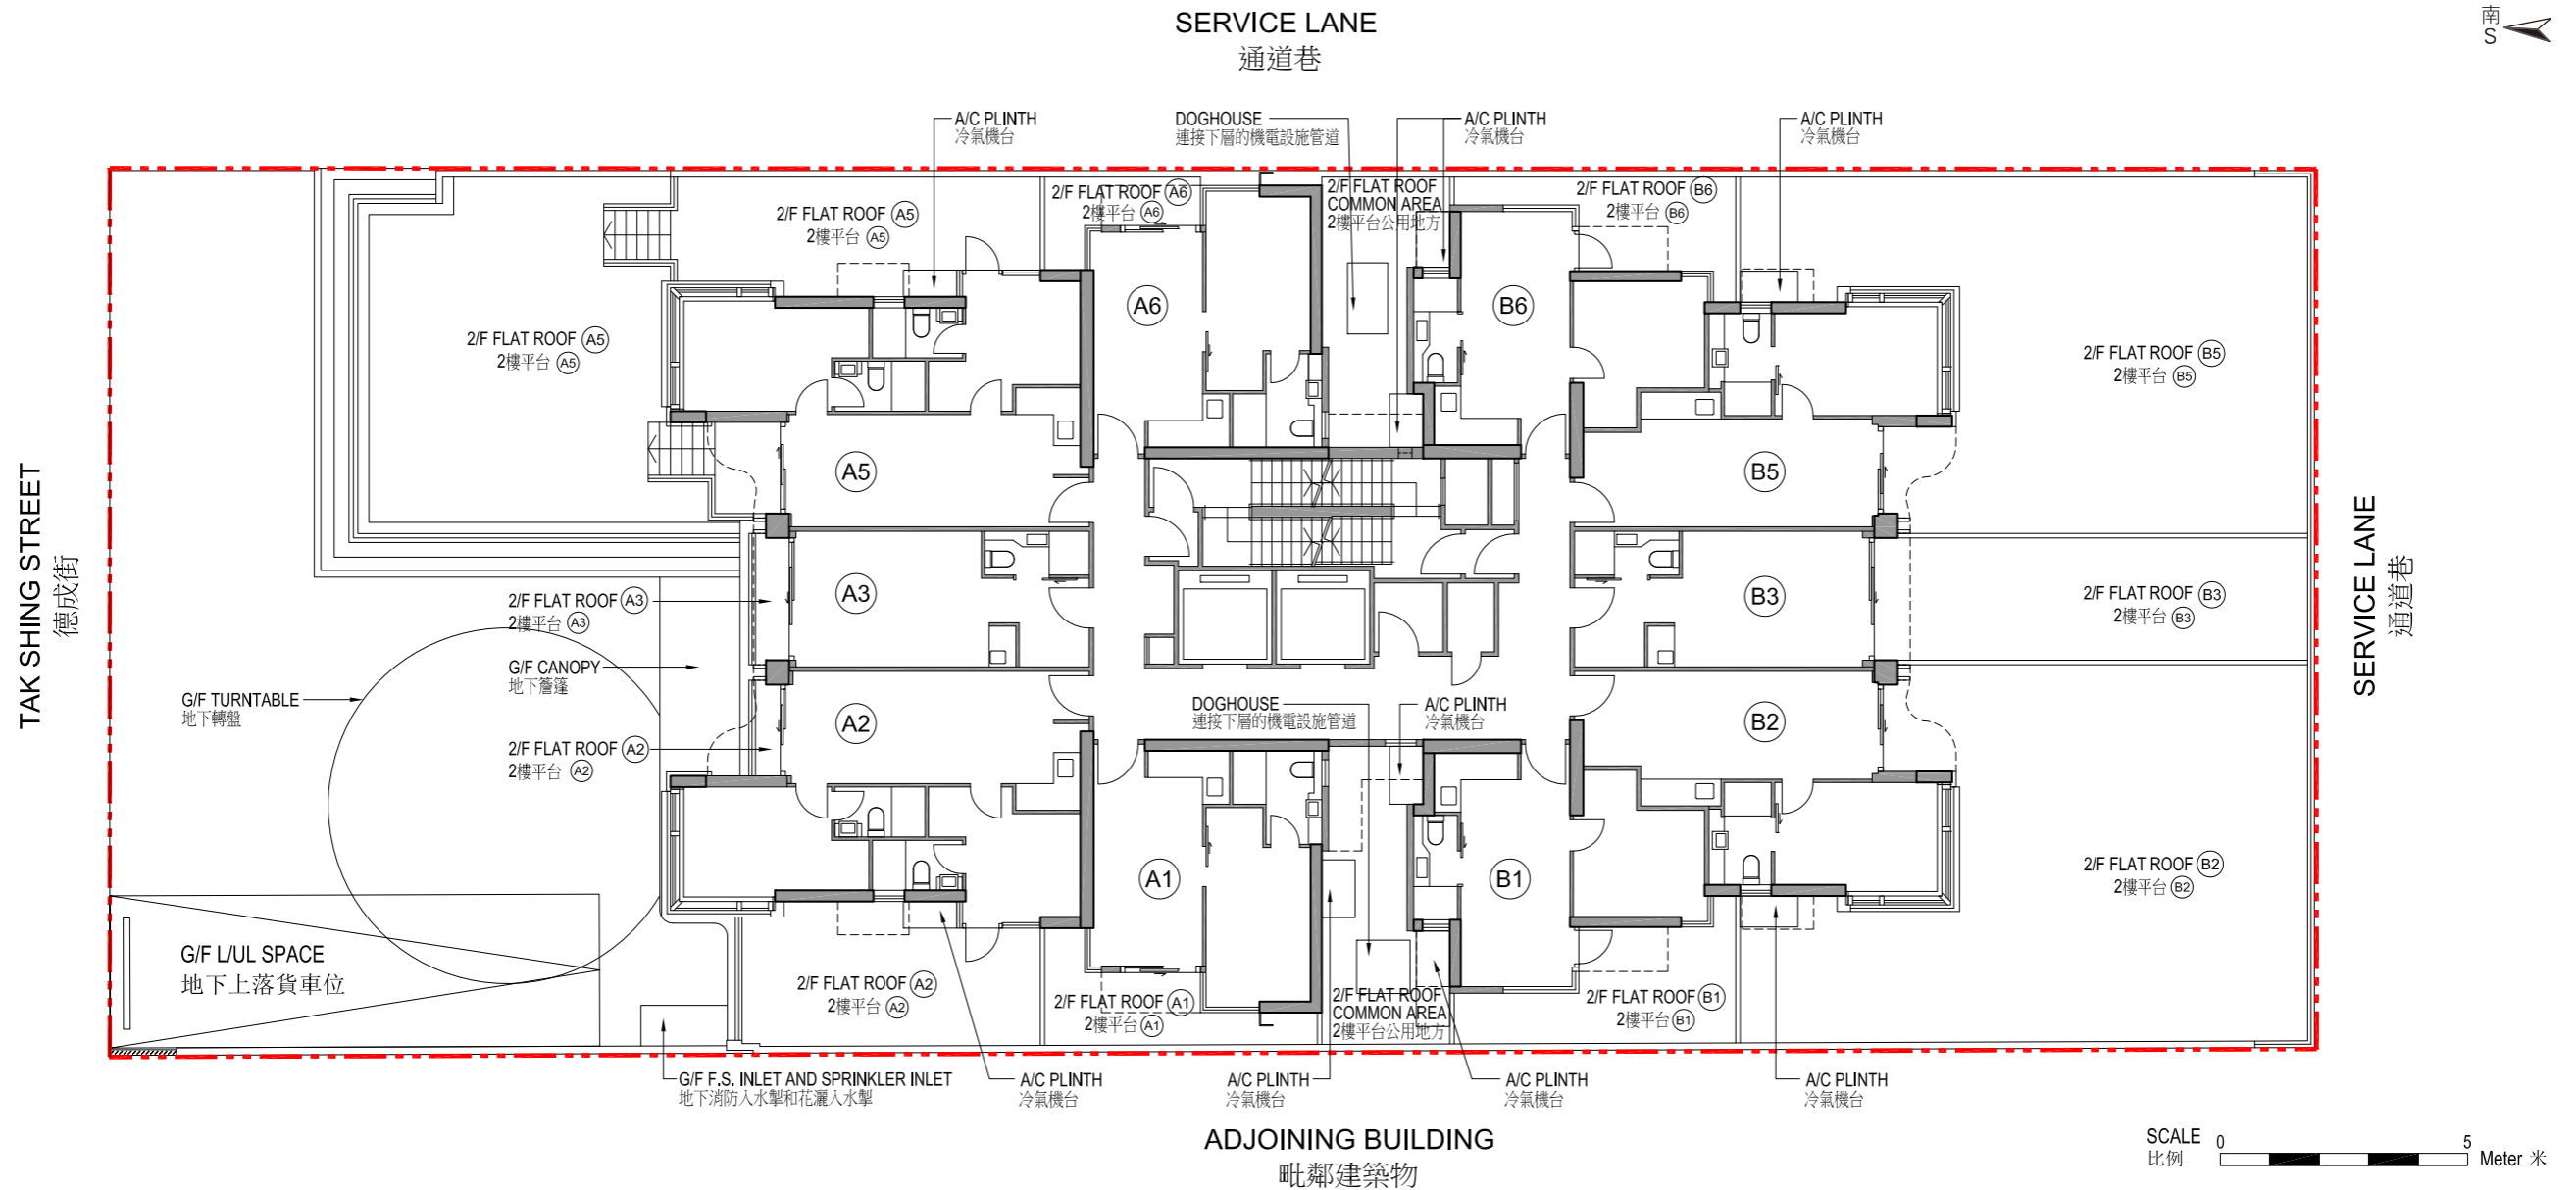 SERVICE LANE
通道巷
南
S
A/C PLINTH
冷氣機台
DOGHOUSE
連接下層的機電設施管道
A/C PLINTH
冷氣機台
A/C PLINTH
冷氣機台
2/F FLAT ROOF A5
2樓平台 A5
2/F FLAT ROOF A6
2樓平台 A6
2/F FLAT ROOF
COMMON AREA
2樓平台公用地方
2/F FLAT ROOF B6
2樓平台 B6
A6
B6
2/F FLAT ROOF A5
2樓平台 A5
2/F FLAT ROOF B5
2樓平台 B5
A5
B5
TAK SHING STREET
德成街
SERVICE LANE
通道巷
2/F FLAT ROOF A3
2樓平台 A3
A3
B3
2/F FLAT ROOF B3
2樓平台 B3
G/F CANOPY
地下簷篷
G/F TURNTABLE
地下轉盤
2/F FLAT ROOF A2
2樓平台 A2
A2
B2
DOGHOUSE
連接下層的機電設施管道
A/C PLINTH
冷氣機台
A1
B1
2/F FLAT ROOF B2
2樓平台 B2
G/F L/UL SPACE
地下上落貨車位
2/F FLAT ROOF A2
2樓平台 A2
2/F FLAT ROOF A1
2樓平台 A1
2/F FLAT ROOF
COMMON AREA
2樓平台公用地方
2/F FLAT ROOF B1
2樓平台 B1
G/F F.S. INLET AND SPRINKLER INLET
地下消防入水掣和花灑入水掣
A/C PLINTH
冷氣機台
A/C PLINTH
冷氣機台
A/C PLINTH
冷氣機台
A/C PLINTH
冷氣機台
ADJOINING BUILDING
毗鄰建築物
SCALE 0 5
比例 Meter 米